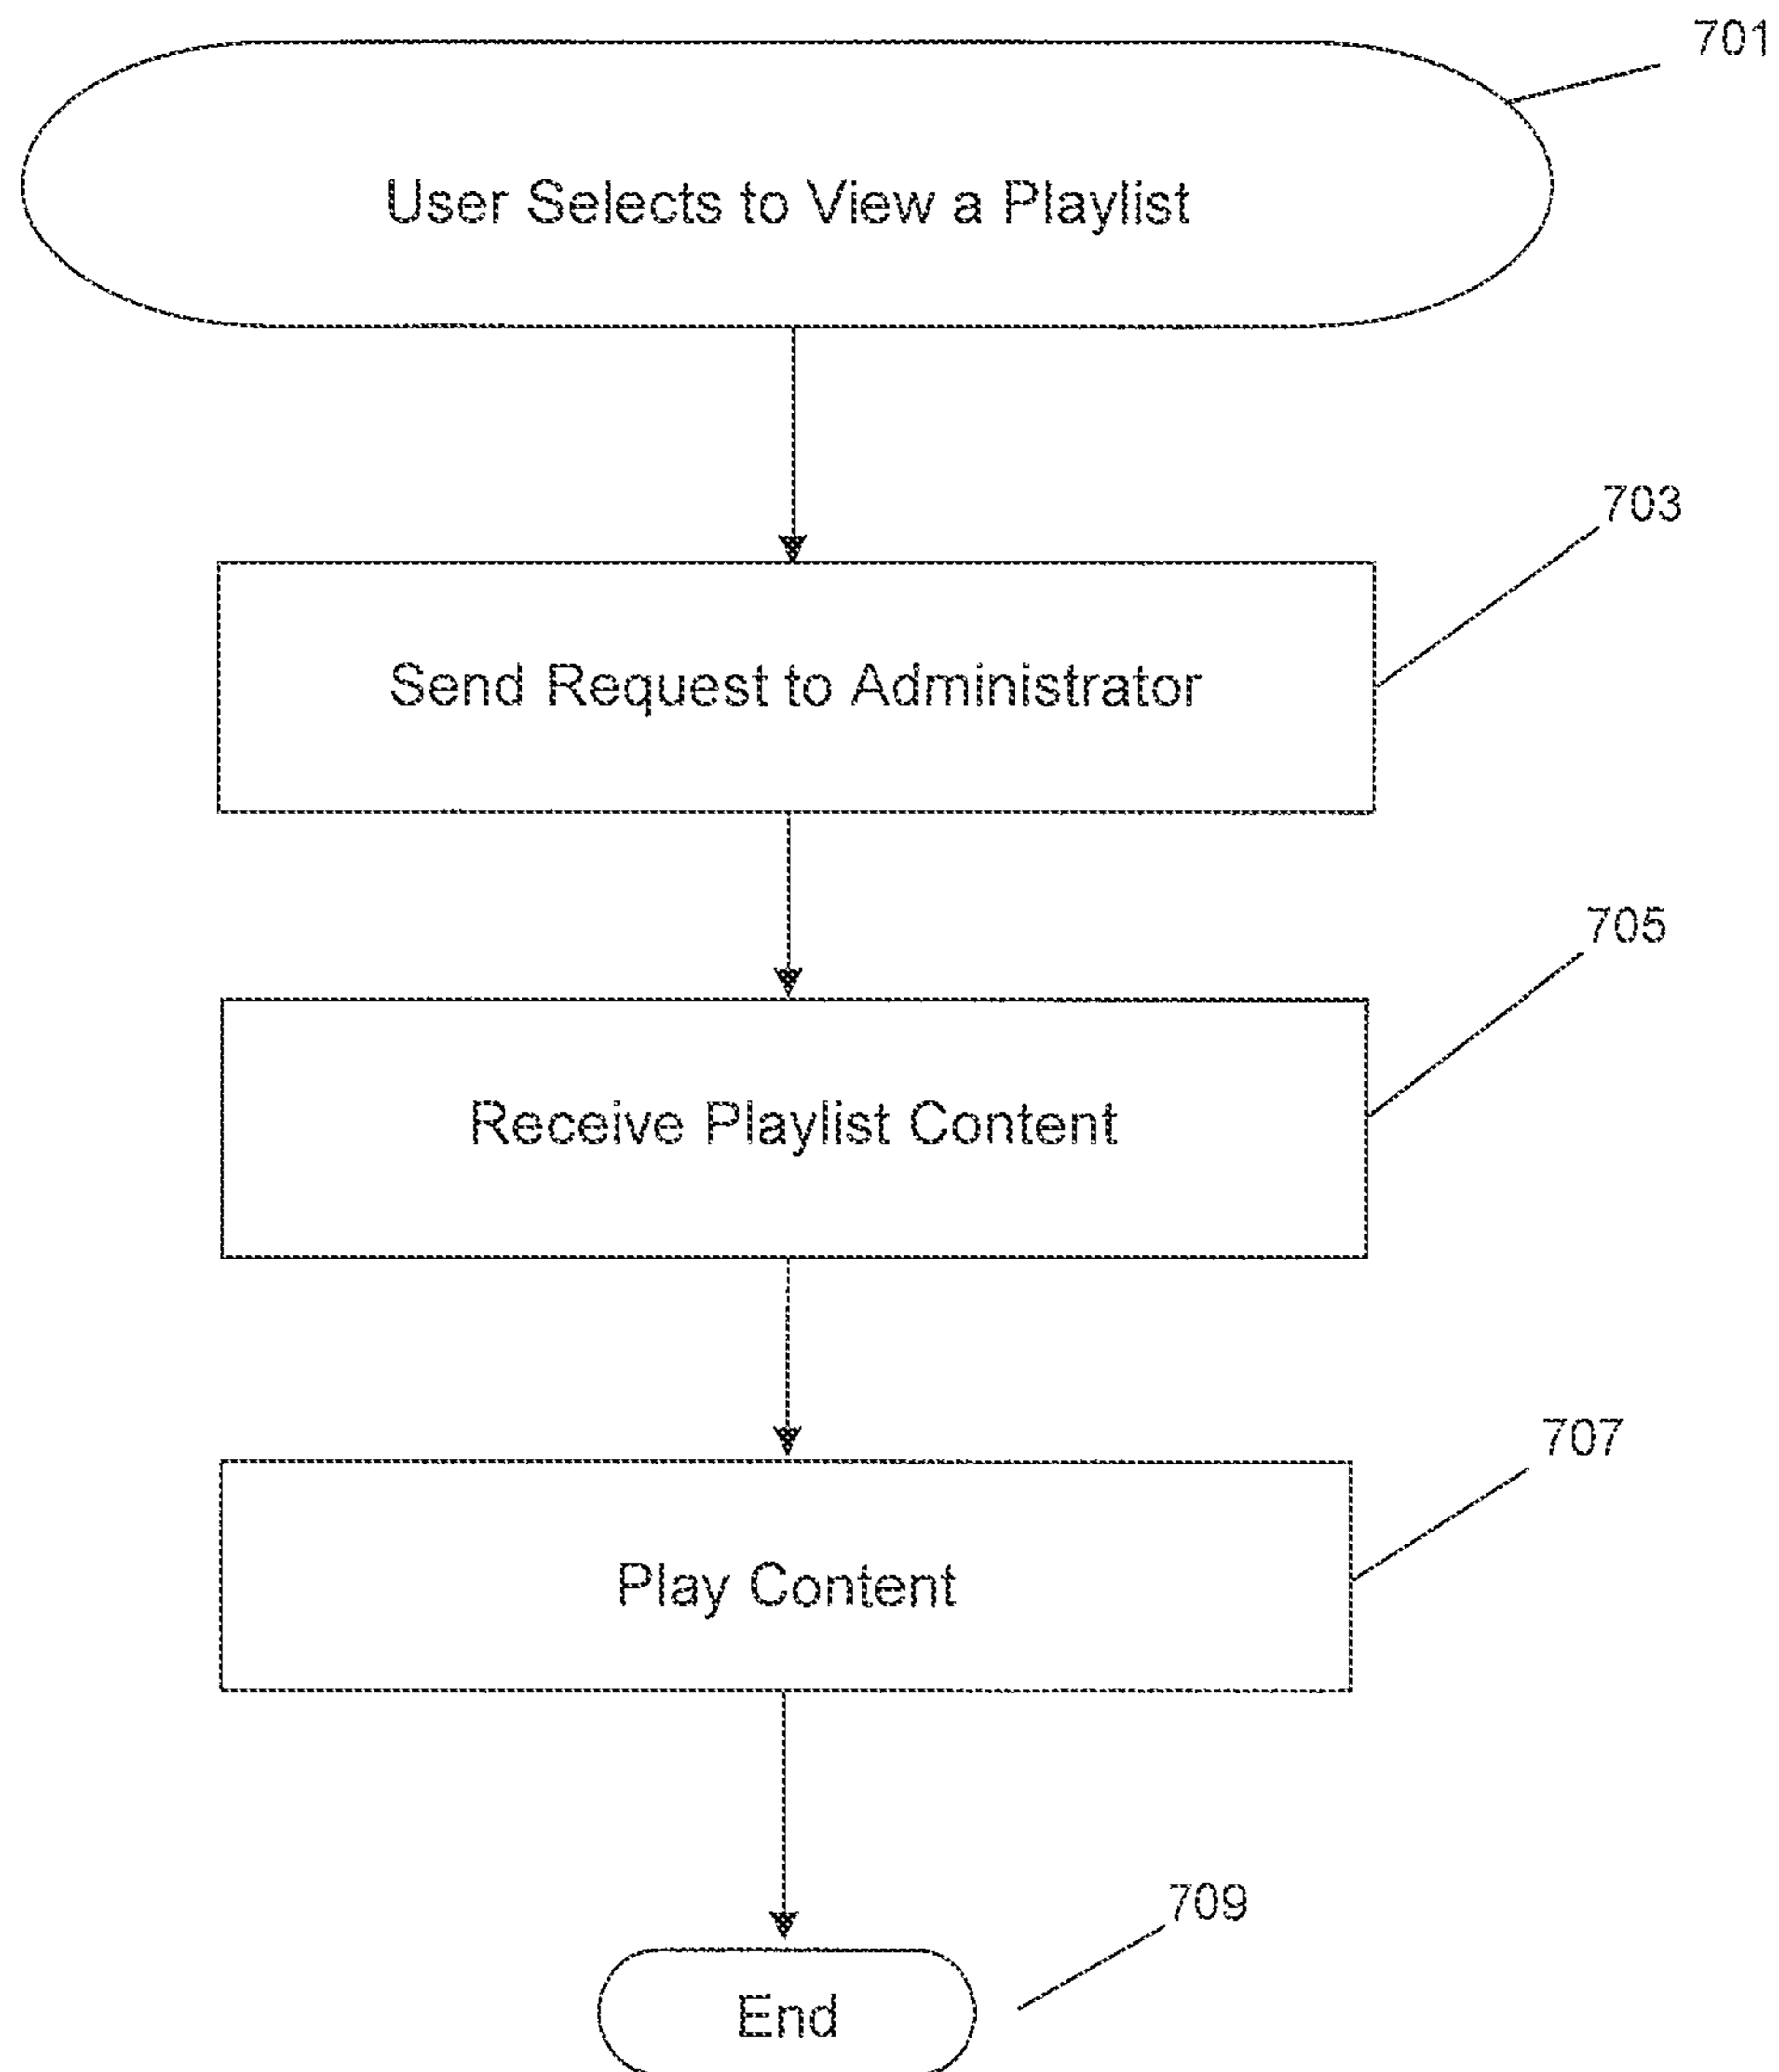 701
User Selects to View a Playlist
703
Send Request to Administrator
705
Receive Playlist Content
707
Play Content
709
End